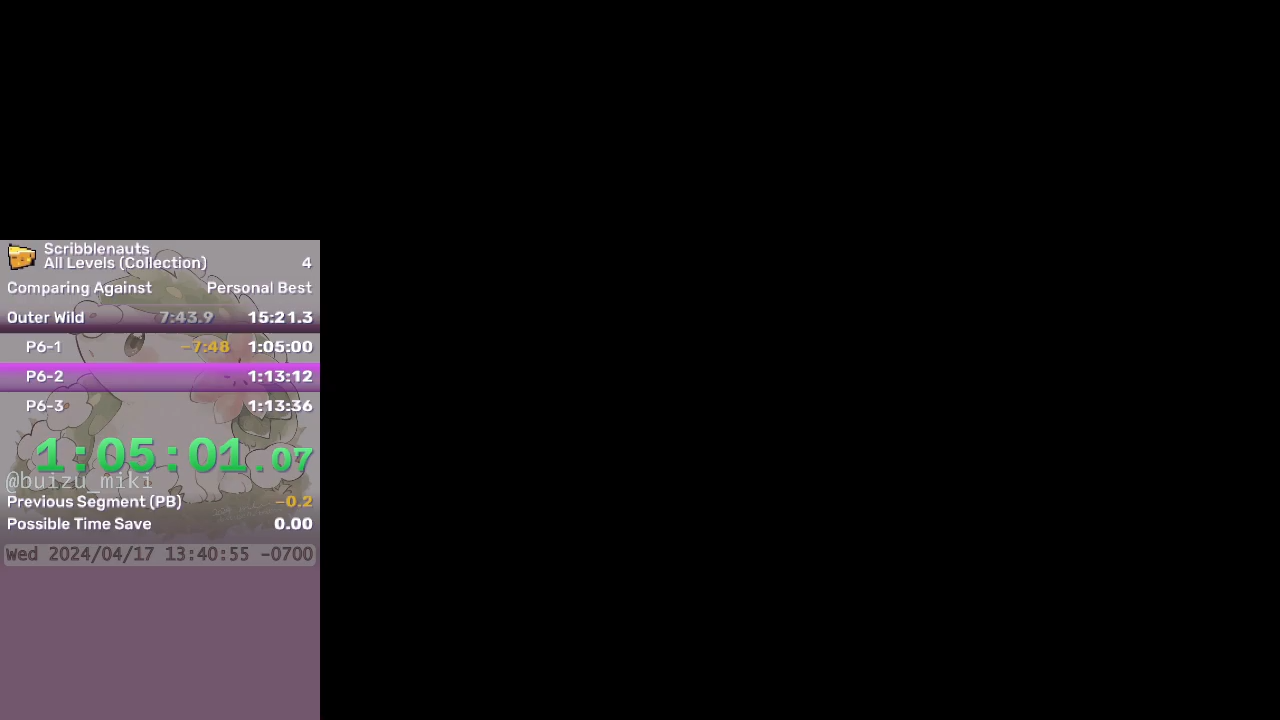 Scribblenauts
All Levels (Collection) 4
Comparing Against Personal Best
Outer Wild 7:43.9 15:21.3
P6-1 −7:48 1:05:00
P6-2 1:13:12
P6-3 1:13:36
1:05:01.07
@buizu_miki
Previous Segment (PB) −0.2
Possible Time Save 0.00
Wed 2024/04/17 13:40:55 -0700